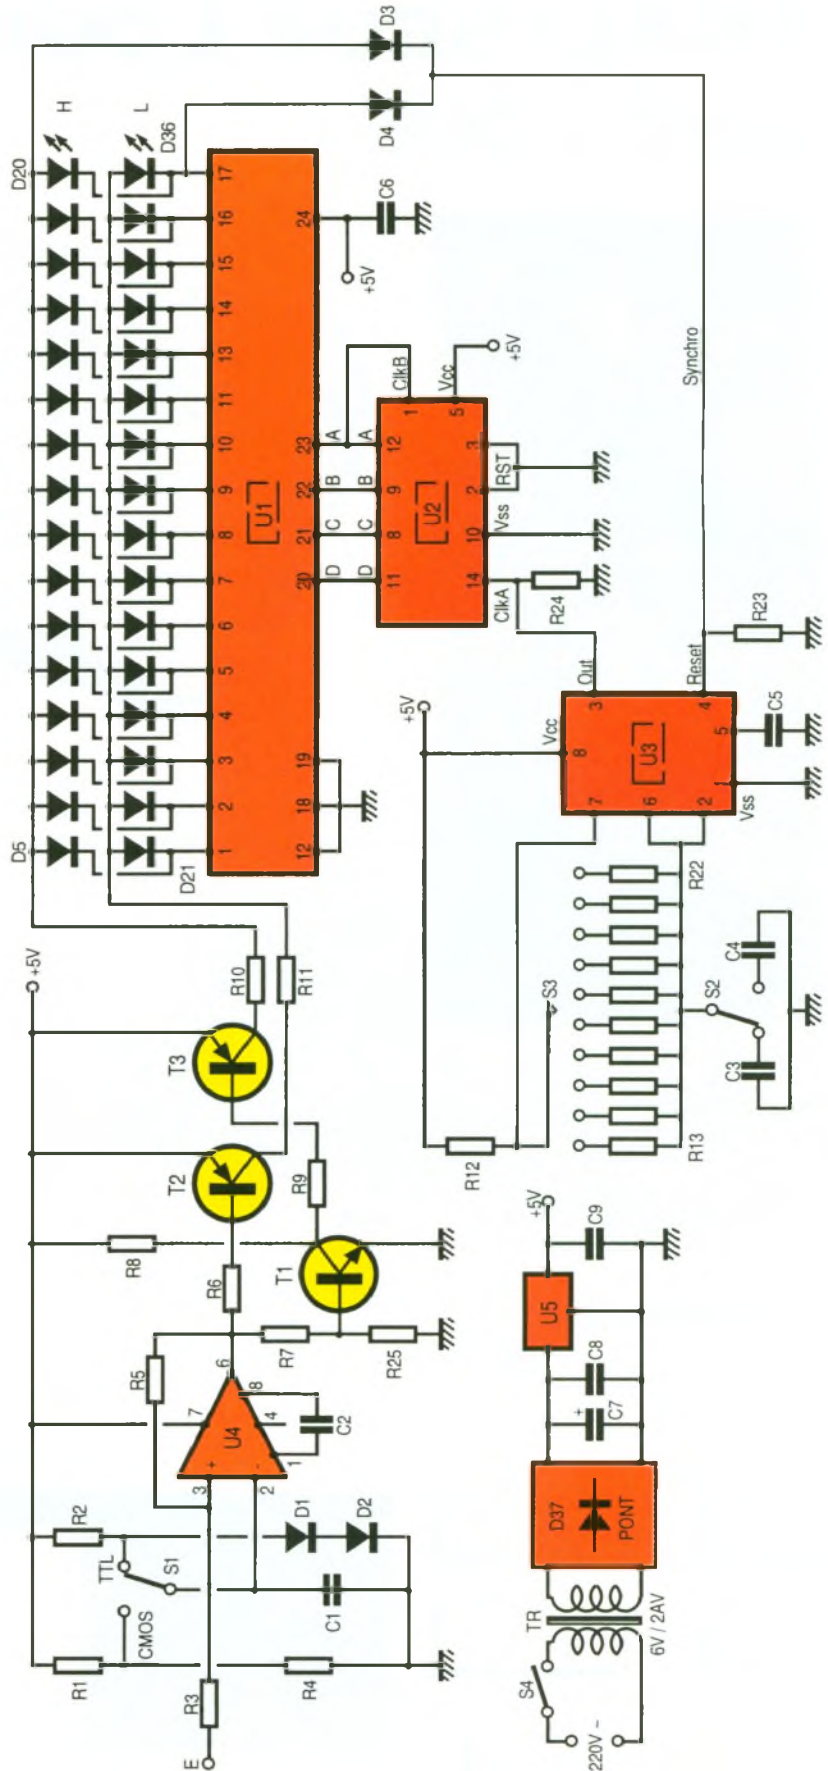 E
R3
R1
CMOS
R4
TTL
S1
R2
C1
D1
D2
3
+
2
-
7
U4
4
1
8
6
C2
R5
R6
R7
R25
R8
T1
R9
T2
T3
R10
R11
+5V
D5
D20
H
D21
D36
L
1
2
3
4
5
6
7
8
9
10
11
13
14
15
16
17
U1
12
18
19
20
21
22
23
24
+5V
C6
D4
D3
D
C
B
A
D
C
B
A
11
8
9
12
U2
ClkB
1
Vcc
5
+5V
14
10
2
3
ClkA
Vss
RST
R24
Synchro
220V ~
S4
TR
6V / 2AV
D37
PONT
+
C7
C8
U5
C9
+5V
R12
+5V
S3
R13
R22
S2
C3
C4
Vcc
8
7
6
2
U3
3
Out
4
Reset
1
5
Vss
C5
R23